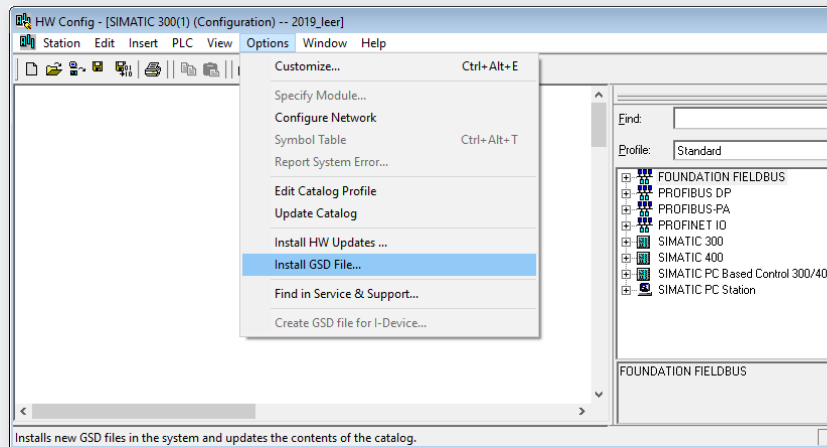 HW Config - [SIMATIC 300(1) (Configuration) -- 2019_leer]
Station Edit Insert PLC View Options Window Help
Customize... Ctrl+Alt+E
Specify Module...
Configure Network
Symbol Table Ctrl+Alt+T
Report System Error...
Edit Catalog Profile
Update Catalog
Install HW Updates ...
Install GSD File...
Find in Service & Support...
Create GSD file for I-Device...
Find:
Profile: Standard
FOUNDATION FIELDBUS
PROFIBUS DP
PROFIBUS-PA
PROFINET IO
SIMATIC 300
SIMATIC 400
SIMATIC PC Based Control 300/40
SIMATIC PC Station
FOUNDATION FIELDBUS
Installs new GSD files in the system and updates the contents of the catalog.